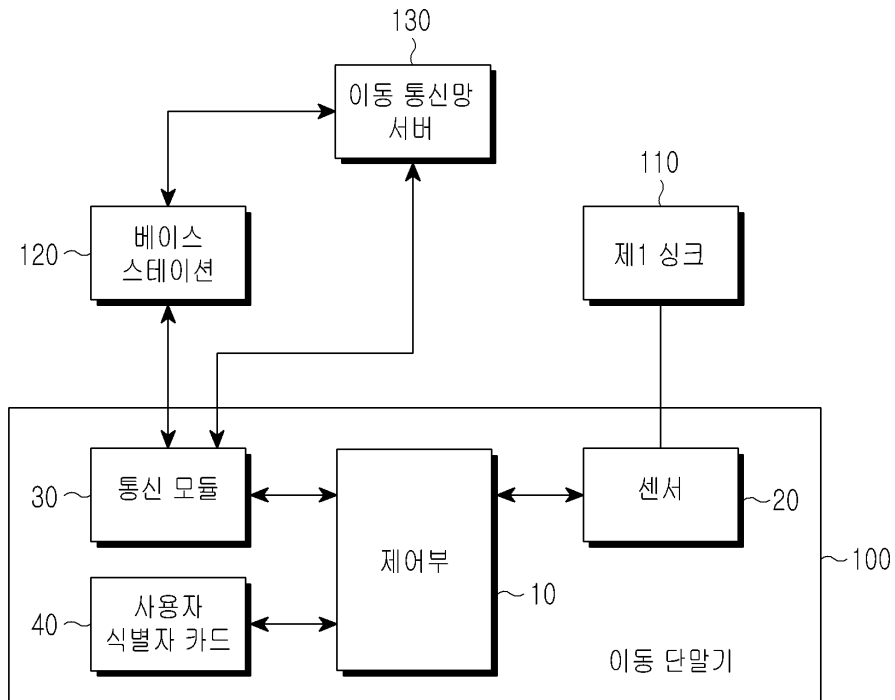 130
이동 통신망
서버
110
120
베이스
스테이션
제1 싱크
30
통신 모듈
센서
20
제어부
100
10
40
사용자
식별자 카드
이동 단말기